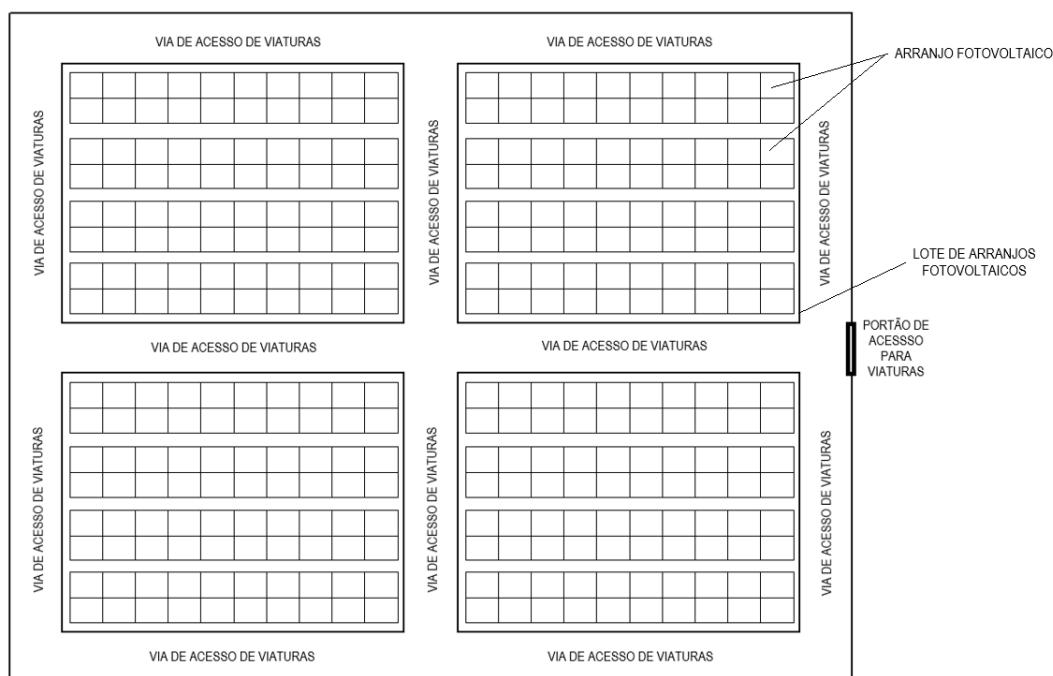 VIA DE ACESSO DE VIATURAS
VIA DE ACESSO DE VIATURAS
ARRANJO FOTOVOLTAICO
VIA DE ACESSO DE VIATURAS
VIA DE ACESSO DE VIATURAS
VIA DE ACESSO DE VIATURAS
LOTE DE ARRANJOS
FOTOVOLTAICOS
PORTÃO DE
ACESSSO
PARA
VIATURAS
VIA DE ACESSO DE VIATURAS
VIA DE ACESSO DE VIATURAS
VIA DE ACESSO DE VIATURAS
VIA DE ACESSO DE VIATURAS
VIA DE ACESSO DE VIATURAS
VIA DE ACESSO DE VIATURAS
VIA DE ACESSO DE VIATURAS